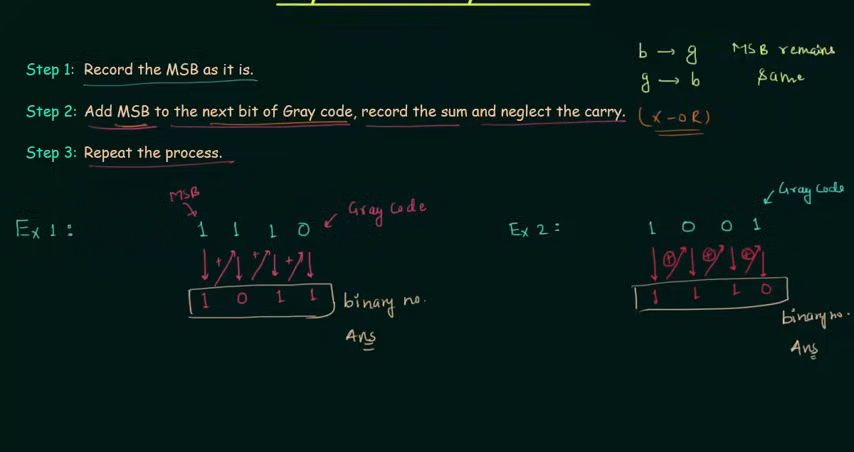 b → g MSB remains
Step 1: Record the MSB as it is.
g → b same
Step 2: Add MSB to the next bit of Gray code, record the sum and neglect the carry. (X-OR)
Step 3: Repeat the process.
MSB
Gray Code
Gray Code
Ex 1: 1 1 1 0
Ex 2: 1 0 0 1
+ + +
+ + +
1 0 1 1 binary no.
1 1 1 0
binary no.
Ans
Ans